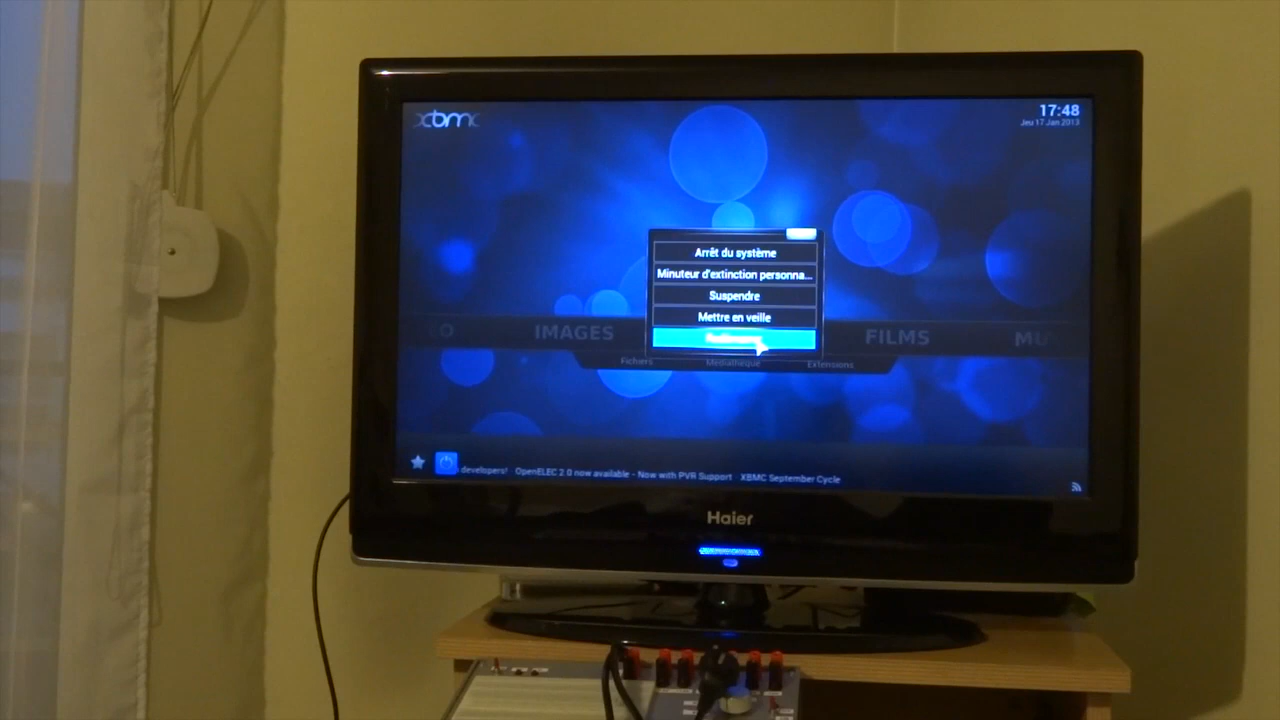 xbmc
17:48
Jeu 17 Jan 2013
Arrêt du système
Minuteur d'extinction personna...
Suspendre
Mettre en veille
IMAGES
FILMS
MU
Fichiers Médiathèque Extensions
developers! OpenELEC 2.0 now available - Now with PVR Support - XBMC September Cycle
Haier